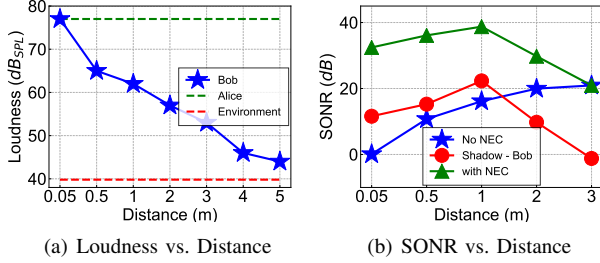 80
70
60
50
40
Loudness (dB_SPL)
0.05 0.5 1 2 3 4 5
Distance (m)
Bob
Alice
Environment
(a) Loudness vs. Distance
40
20
0
SONR (dB)
0.05 0.5 1 2 3
Distance (m)
No NEC
Shadow - Bob
with NEC
(b) SONR vs. Distance